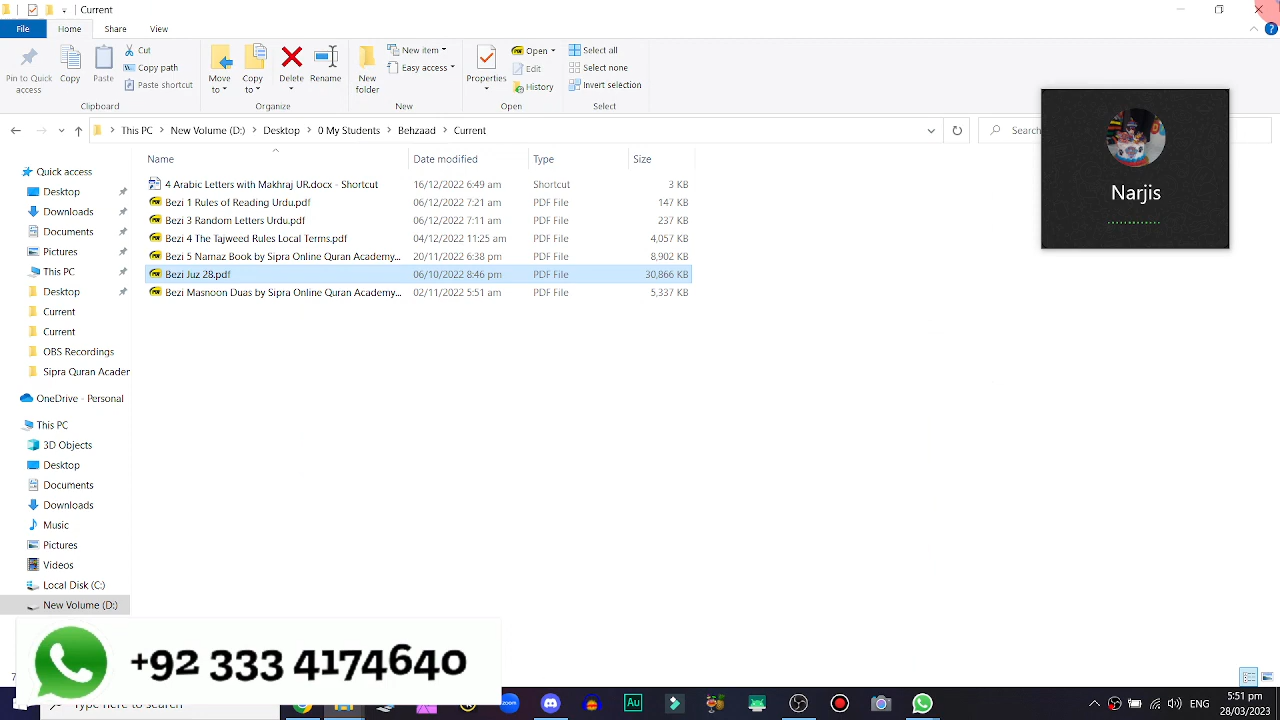 Current
File Home Share View
Pin to Quick access
Copy
Paste
Cut
Copy path
Paste shortcut
Move to
Copy to
Delete
Rename
New folder
New item
Easy access
Properties
Open
Edit
History
Select all
Select none
Invert selection
Clipboard Organize New Open Select
This PC > New Volume (D:) > Desktop > 0 My Students > Behzaad > Current
Search
Name Date modified Type Size
4 Arabic Letters with Makhraj UR.docx - Shortcut 16/12/2022 6:49 am Shortcut 3 KB
Bezi 1 Rules of Reading Urdu.pdf 06/12/2022 7:21 am PDF File 147 KB
Bezi 3 Random Letters Urdu.pdf 06/12/2022 7:11 am PDF File 237 KB
Bezi 4 The Tajweed Rules Local Terms.pdf 04/12/2022 11:25 am PDF File 4,057 KB
Bezi 5 Namaz Book by Sipra Online Quran Academy... 20/11/2022 6:38 pm PDF File 8,902 KB
Bezi Juz 28.pdf 06/10/2022 8:46 pm PDF File 30,866 KB
Bezi Masnoon Duas by Sipra Online Quran Academy... 02/11/2022 5:51 am PDF File 5,337 KB
Quick access
Desktop
Downloads
Documents
Pictures
This PC
Desktop
Current
Current
OBS Recordings
Sipra Quran Acader
OneDrive - Personal
This PC
3D Objects
Desktop
Documents
Downloads
Music
Pictures
Videos
Local Disk (C:)
New Volume (D:)
Narjis
+92 333 4174640
zoom
Au
ENG
5:51 pm
28/03/2023